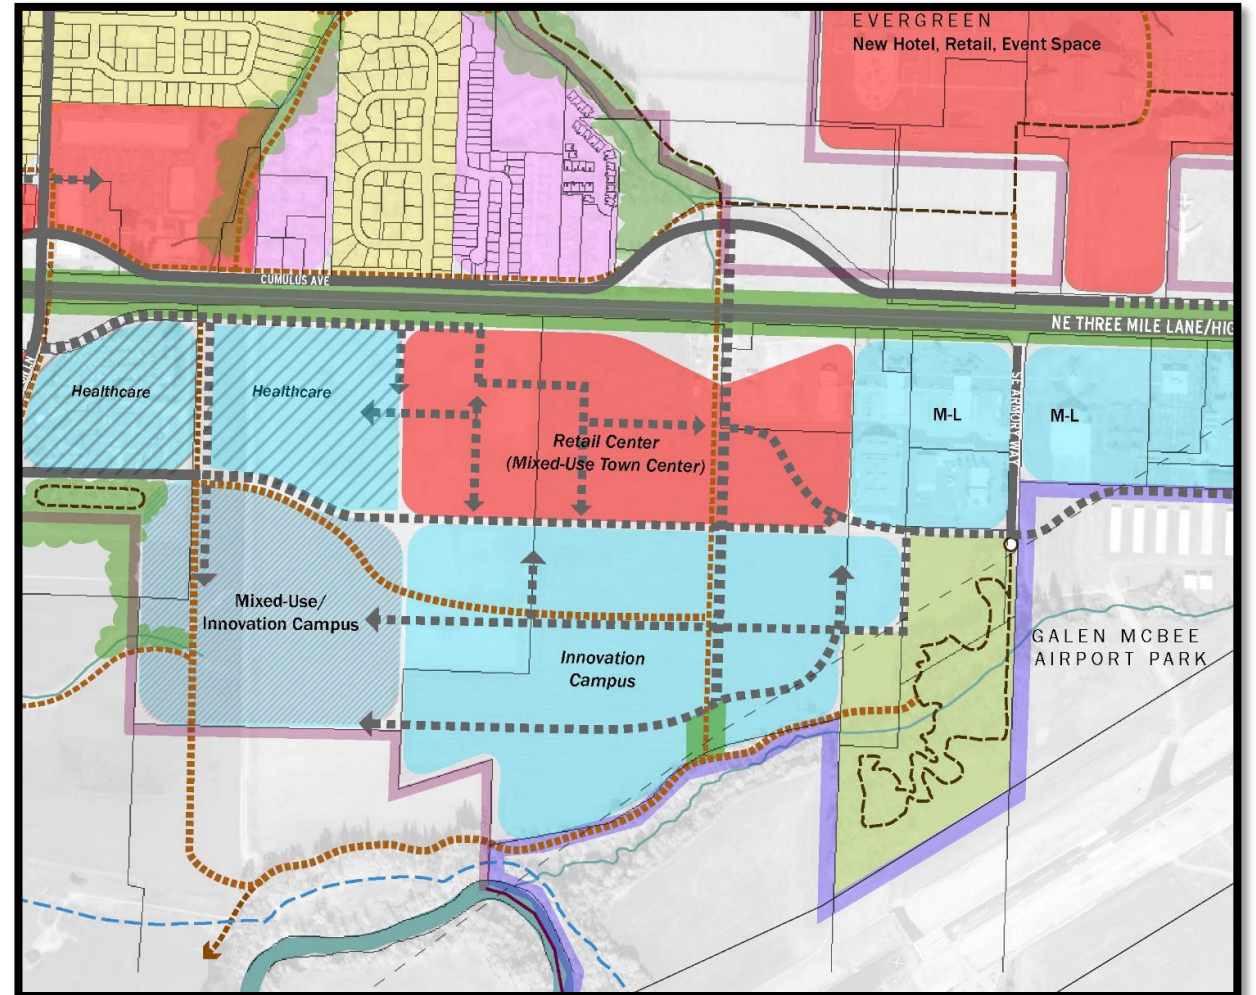 EVERGREEN
New Hotel, Retail, Event Space
CUMULUS AVE
NE THREE MILE LANE/HIG
Healthcare
Healthcare
M-L
M-L
SE ARMORY WAY
Retail Center
(Mixed-Use Town Center)
Mixed-Use/
Innovation Campus
Innovation
Campus
GALEN MCBEE
AIRPORT PARK